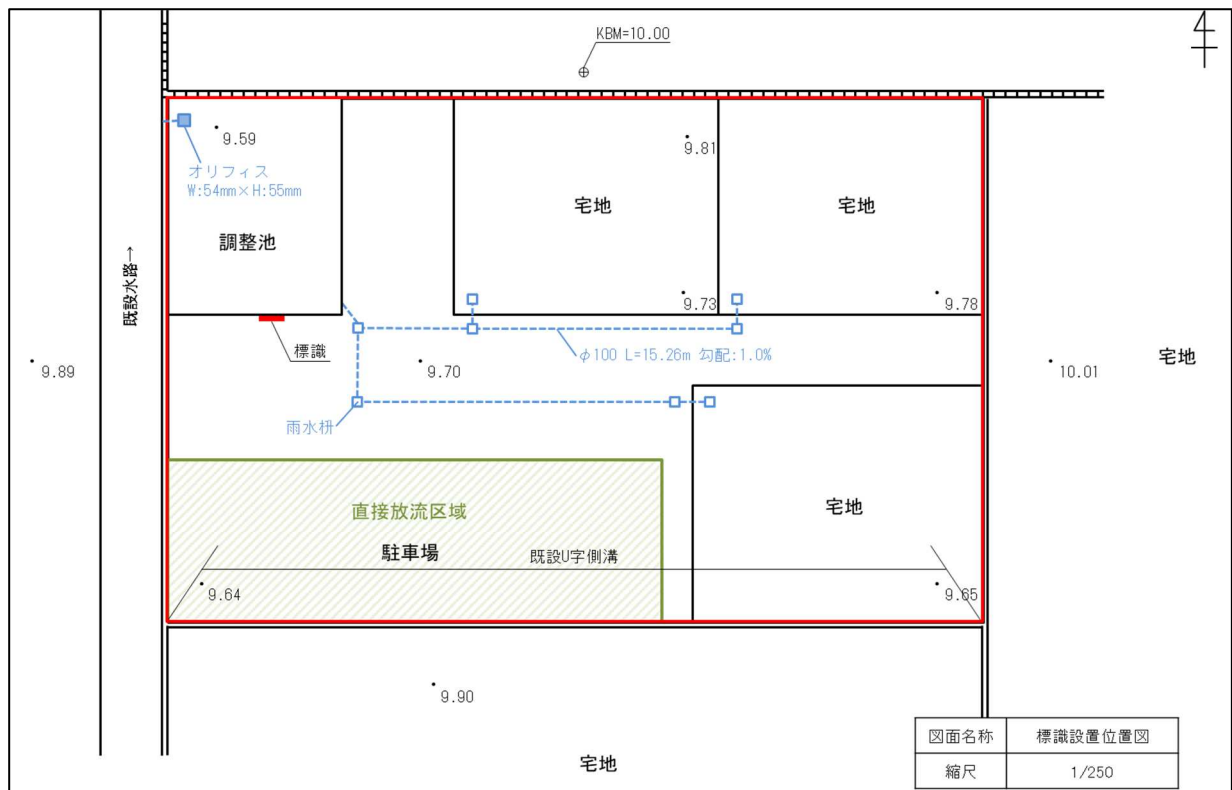 KBM=10.00
9.59
オリフィス
W:54mm×H:55mm
調整池
既設水路→
9.81
宅地
宅地
9.73
9.78
標識
φ100 L=15.26m 勾配:1.0%
9.89
9.70
10.01
宅地
雨水枡
直接放流区域
駐車場
既設U字側溝
宅地
9.64
9.65
9.90
宅地
図面名称 標識設置位置図
縮尺 1/250